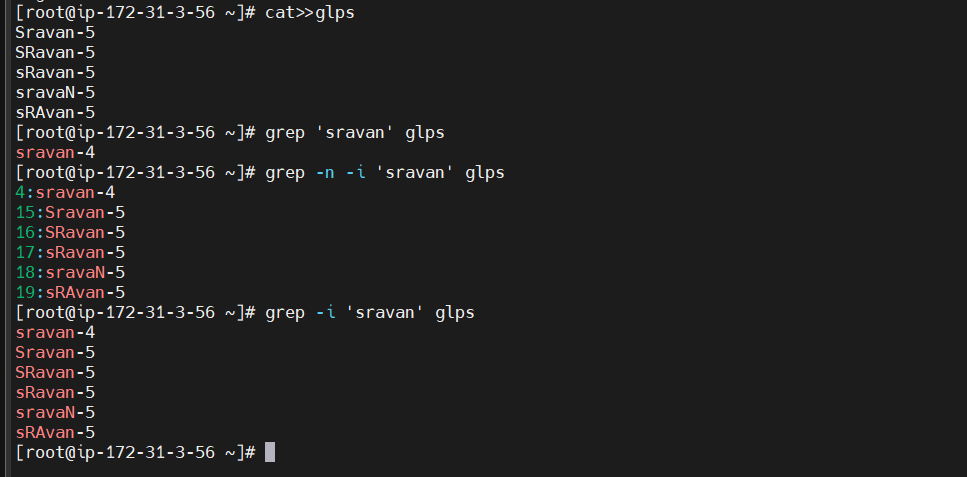 [root@ip-172-31-3-56 ~]# cat>>glps
Sravan-5
SRavan-5
sRavan-5
sravaN-5
sRAvan-5
[root@ip-172-31-3-56 ~]# grep 'sravan' glps
sravan-4
[root@ip-172-31-3-56 ~]# grep -n -i 'sravan' glps
4:sravan-4
15:Sravan-5
16:SRavan-5
17:sRavan-5
18:sravaN-5
19:sRAvan-5
[root@ip-172-31-3-56 ~]# grep -i 'sravan' glps
sravan-4
Sravan-5
SRavan-5
sRavan-5
sravaN-5
sRAvan-5
[root@ip-172-31-3-56 ~]#